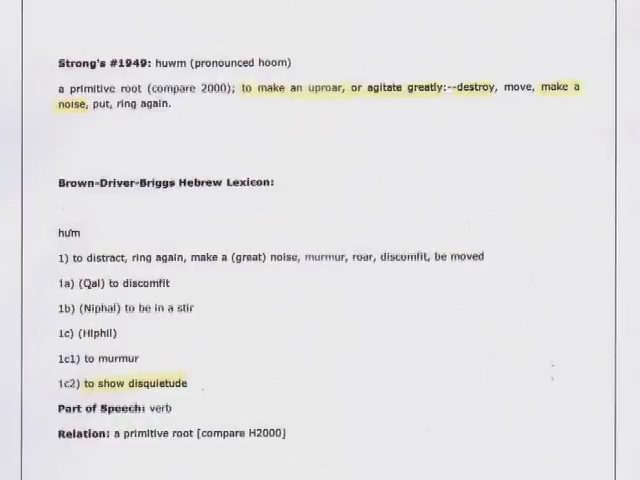 Strong's #1949: huwm (pronounced hoom)
a primitive root (compare 2000); to make an uproar, or agitate greatly:--destroy, move, make a
noise, put, ring again.
Brown-Driver-Briggs Hebrew Lexicon:
hûm
1) to distract, ring again, make a (great) noise, murmur, roar, discomfit, be moved
1a) (Qal) to discomfit
1b) (Niphal) to be in a stir
1c) (Hiphil)
1c1) to murmur
1c2) to show disquietude
Part of Speech: verb
Relation: a primitive root [compare H2000]